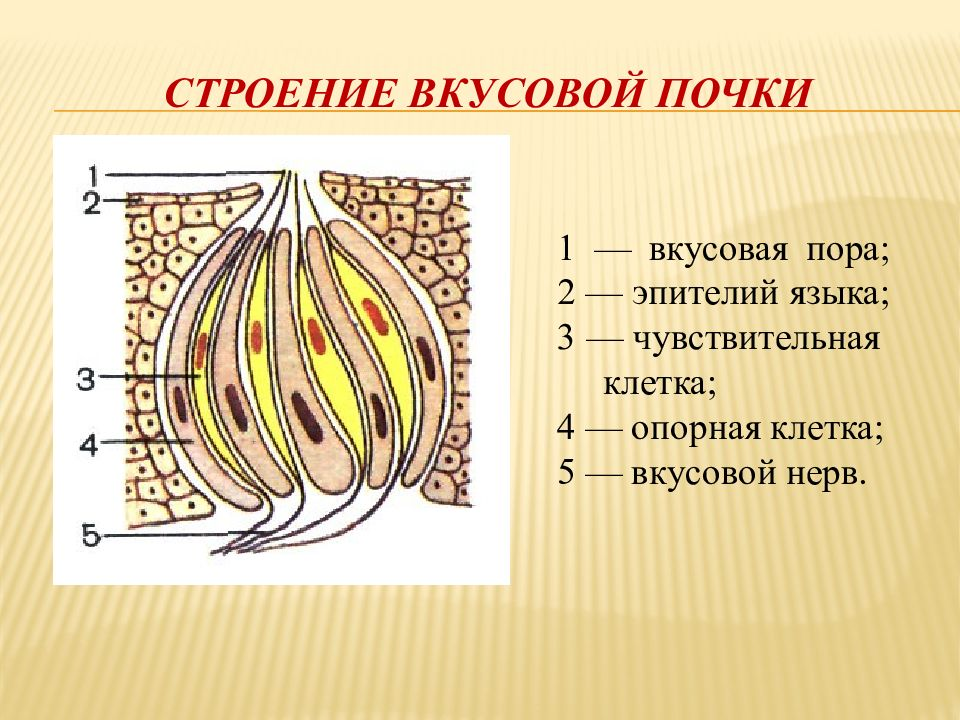 СТРОЕНИЕ ВКУСОВОЙ ПОЧКИ
1
2
3
4
5
1 — вкусовая пора;
2 — эпителий языка;
3 — чувствительная
клетка;
4 — опорная клетка;
5 — вкусовой нерв.